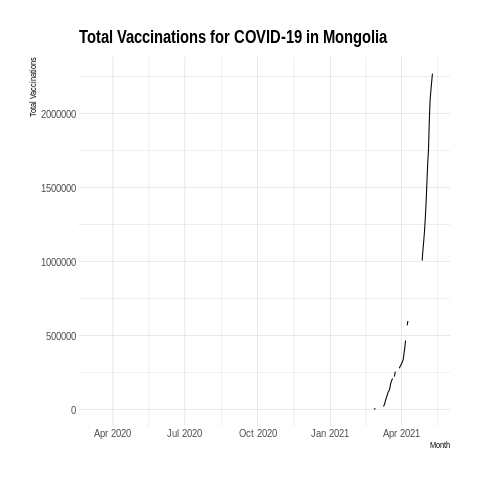 Total Vaccinations for COVID-19 in Mongolia
Total Vaccinations
2000000
1500000
1000000
500000
0
Apr 2020 Jul 2020 Oct 2020 Jan 2021 Apr 2021
Month